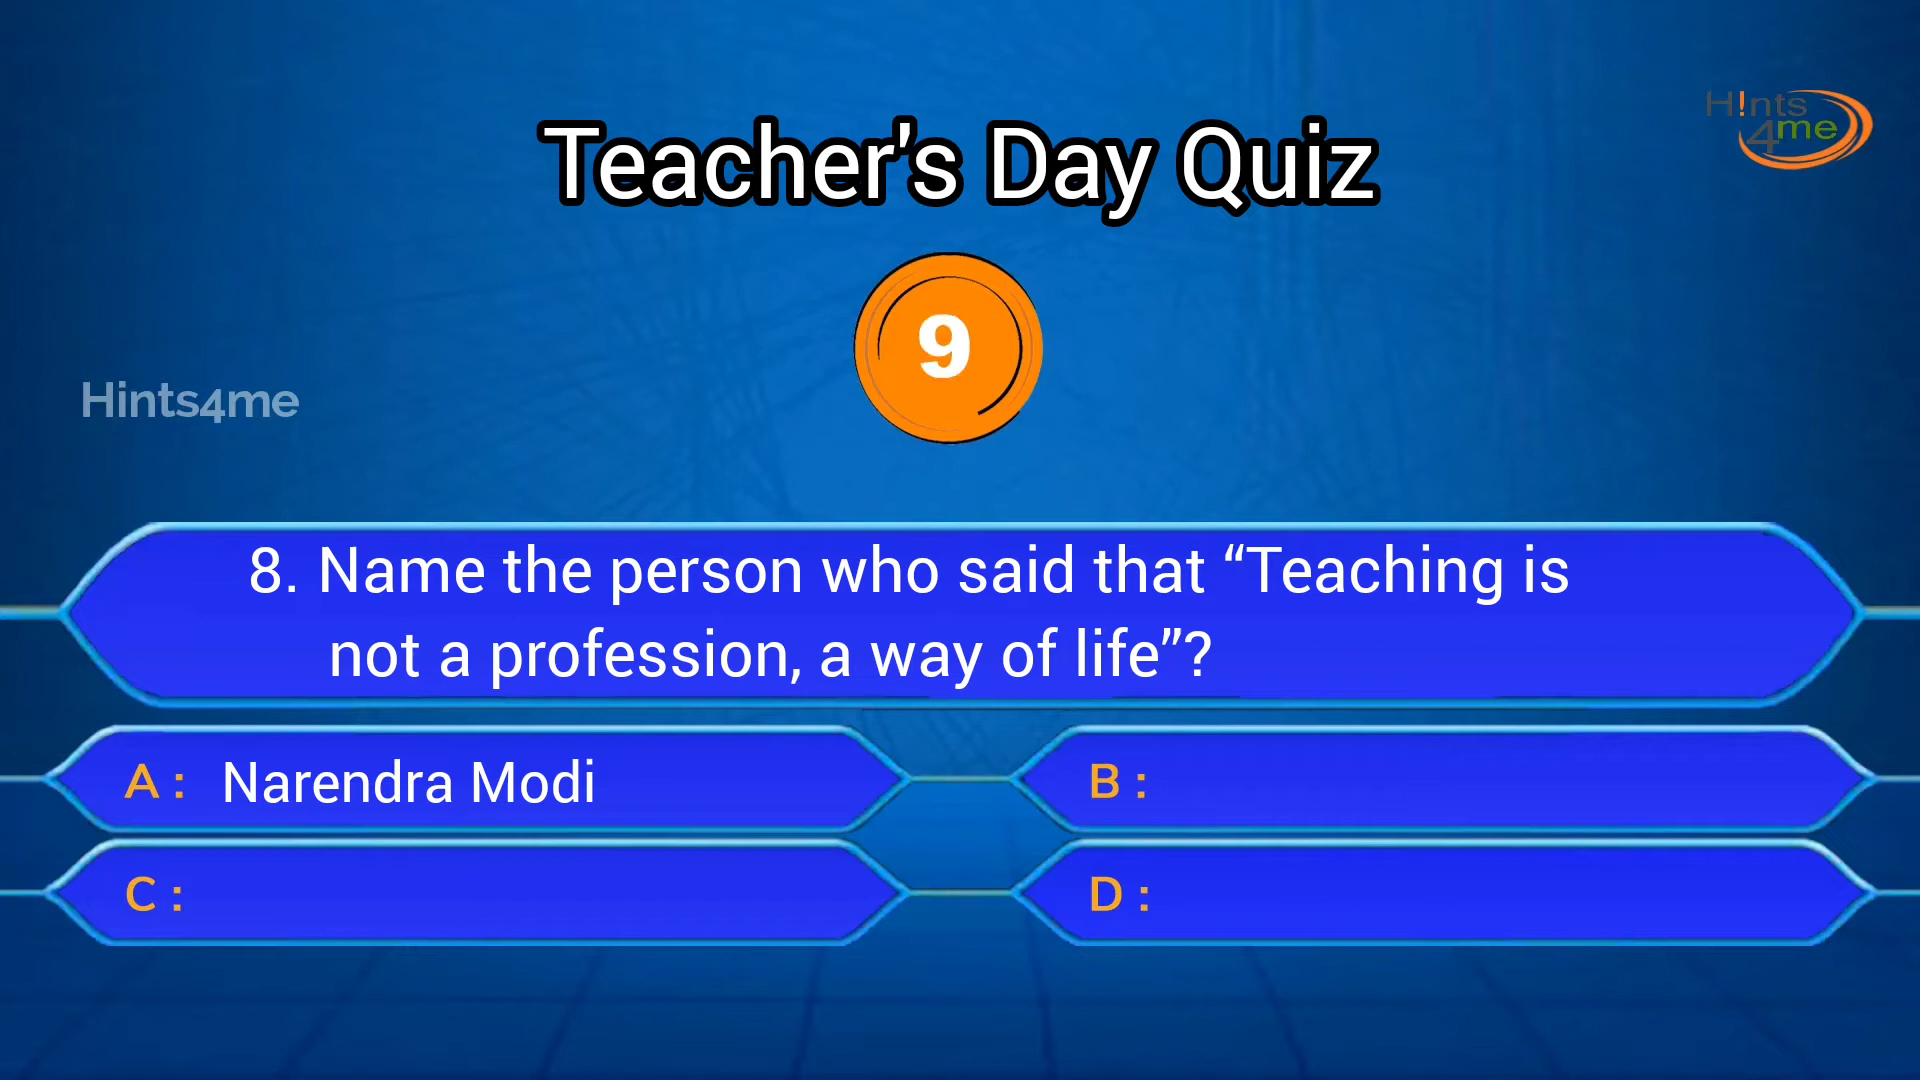 Teacher's Day Quiz
H!nts
4me
9
Hints4me
8. Name the person who said that “Teaching is
not a profession, a way of life”?
A : Narendra Modi
B :
C :
D :